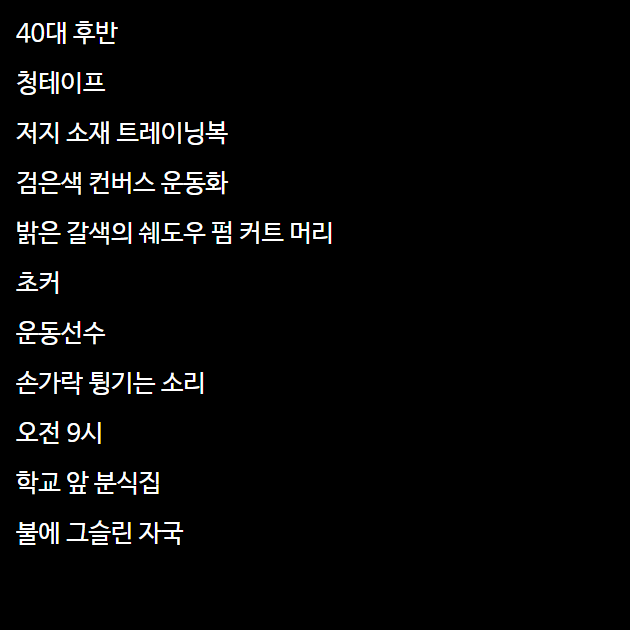 40대 후반
청테이프
저지 소재 트레이닝복
검은색 컨버스 운동화
밝은 갈색의 쉐도우 펌 커트 머리
초커
운동선수
손가락 튕기는 소리
오전 9시
학교 앞 분식집
불에 그슬린 자국